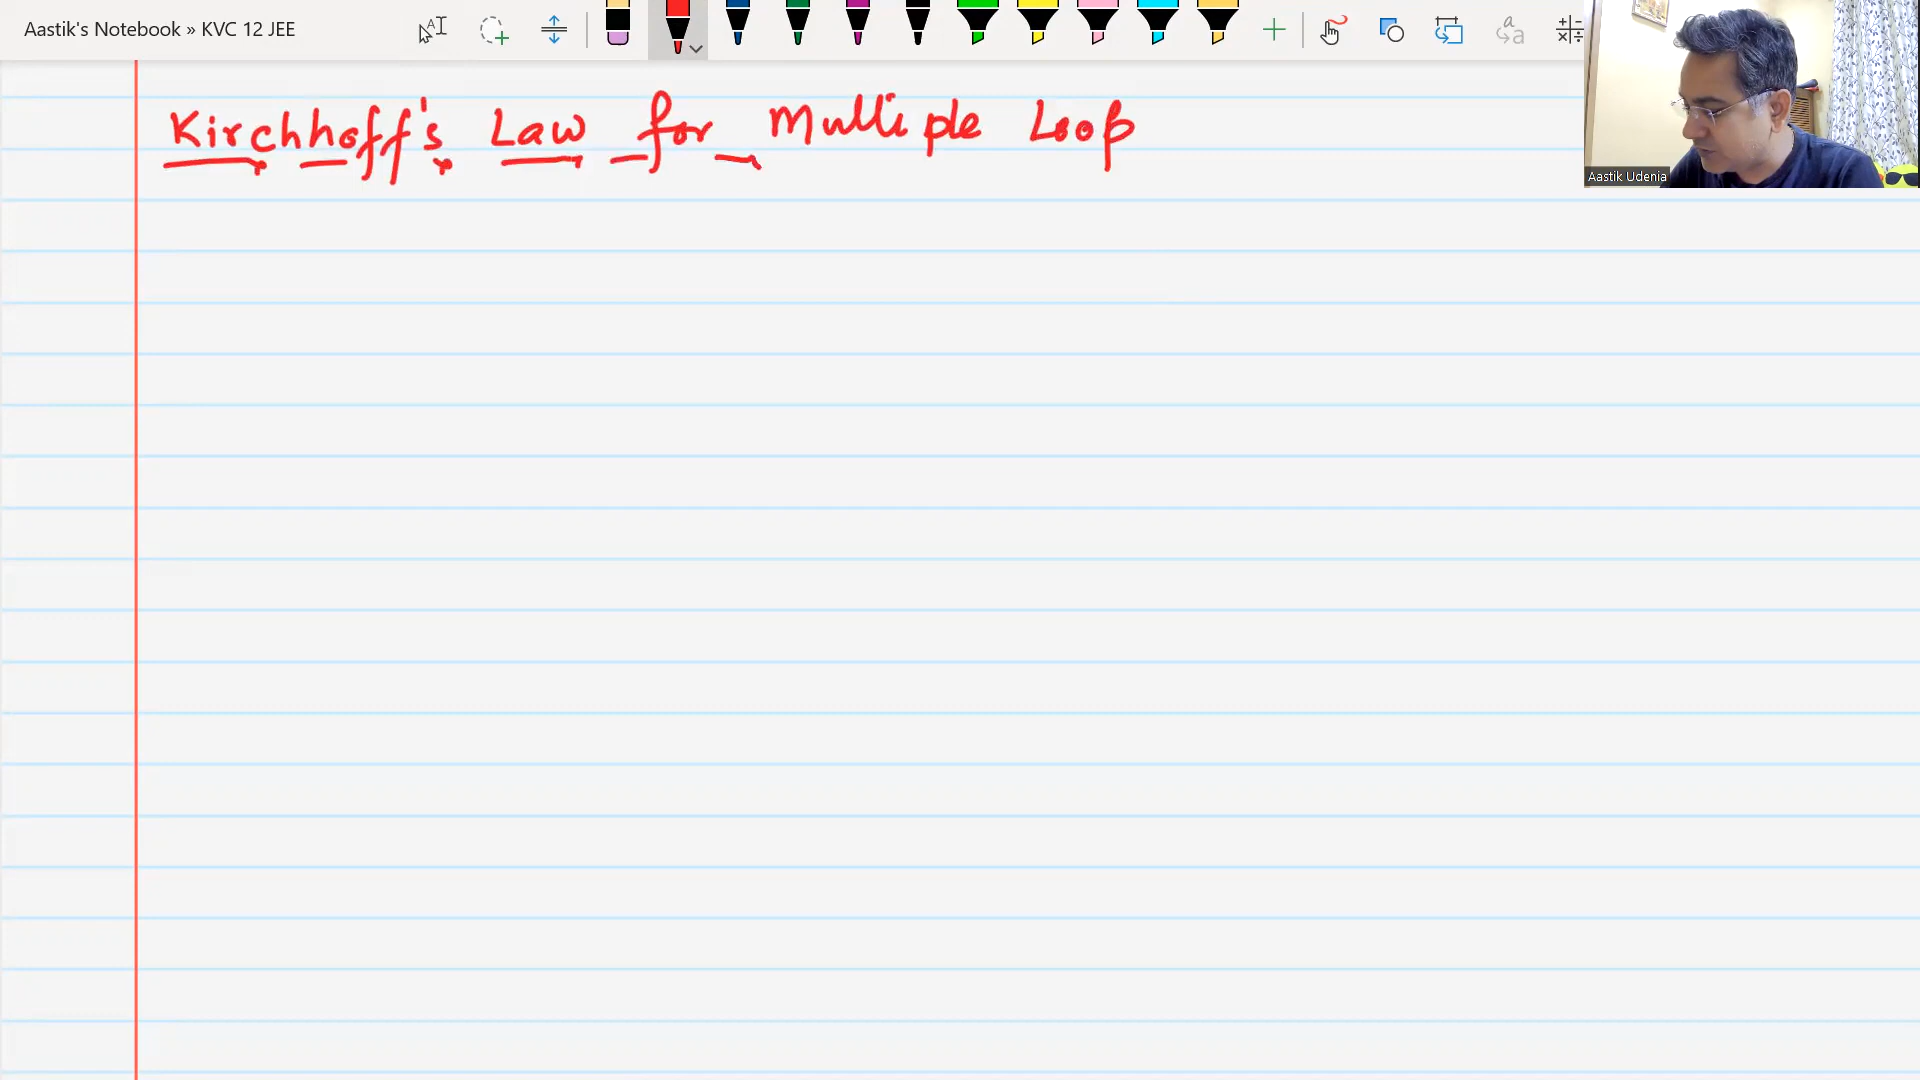 Aastik's Notebook » KVC 12 JEE
Kirchhoff's Law for Multiple Loop
Aastik Udenia